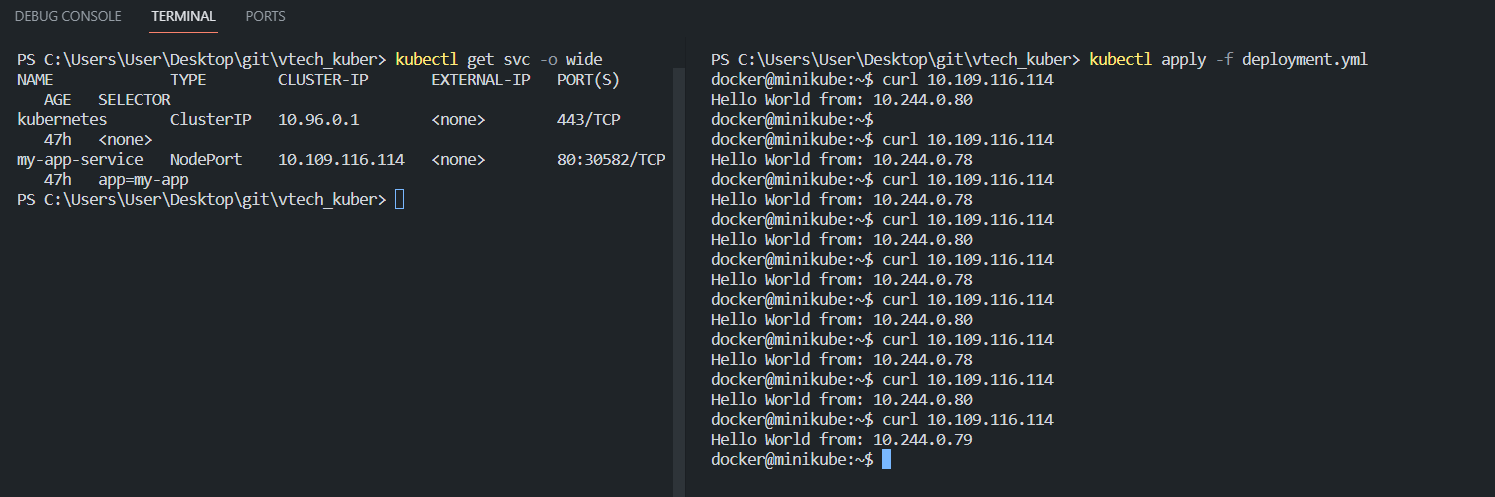 DEBUG CONSOLE TERMINAL PORTS
PS C:\Users\User\Desktop\git\vtech_kuber> kubectl get svc -o wide
NAME TYPE CLUSTER-IP EXTERNAL-IP PORT(S)
AGE SELECTOR
kubernetes ClusterIP 10.96.0.1 <none> 443/TCP
47h <none>
my-app-service NodePort 10.109.116.114 <none> 80:30582/TCP
47h app=my-app
PS C:\Users\User\Desktop\git\vtech_kuber>
PS C:\Users\User\Desktop\git\vtech_kuber> kubectl apply -f deployment.yml
docker@minikube:~$ curl 10.109.116.114
Hello World from: 10.244.0.80
docker@minikube:~$
docker@minikube:~$ curl 10.109.116.114
Hello World from: 10.244.0.78
docker@minikube:~$ curl 10.109.116.114
Hello World from: 10.244.0.78
docker@minikube:~$ curl 10.109.116.114
Hello World from: 10.244.0.80
docker@minikube:~$ curl 10.109.116.114
Hello World from: 10.244.0.78
docker@minikube:~$ curl 10.109.116.114
Hello World from: 10.244.0.80
docker@minikube:~$ curl 10.109.116.114
Hello World from: 10.244.0.78
docker@minikube:~$ curl 10.109.116.114
Hello World from: 10.244.0.80
docker@minikube:~$ curl 10.109.116.114
Hello World from: 10.244.0.79
docker@minikube:~$